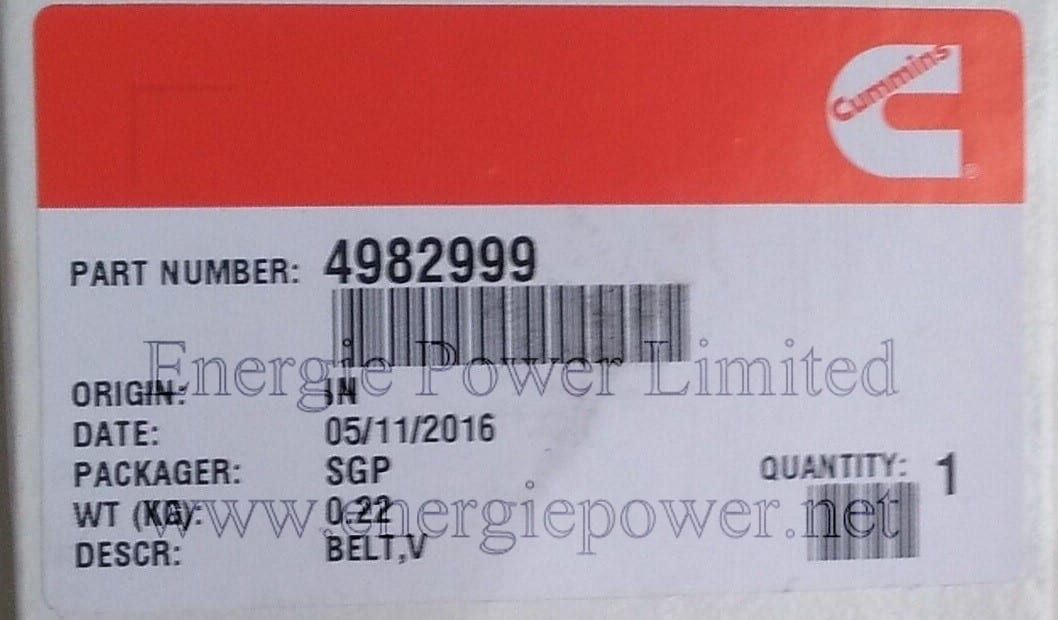 Cummins
®
PART NUMBER: 4982999
Energie Power Limited
ORIGIN: IN
DATE: 05/11/2016
PACKAGER: SGP
QUANTITY: 1
WT (KG): 0.22
www.energiepower.net
DESCR: BELT,V